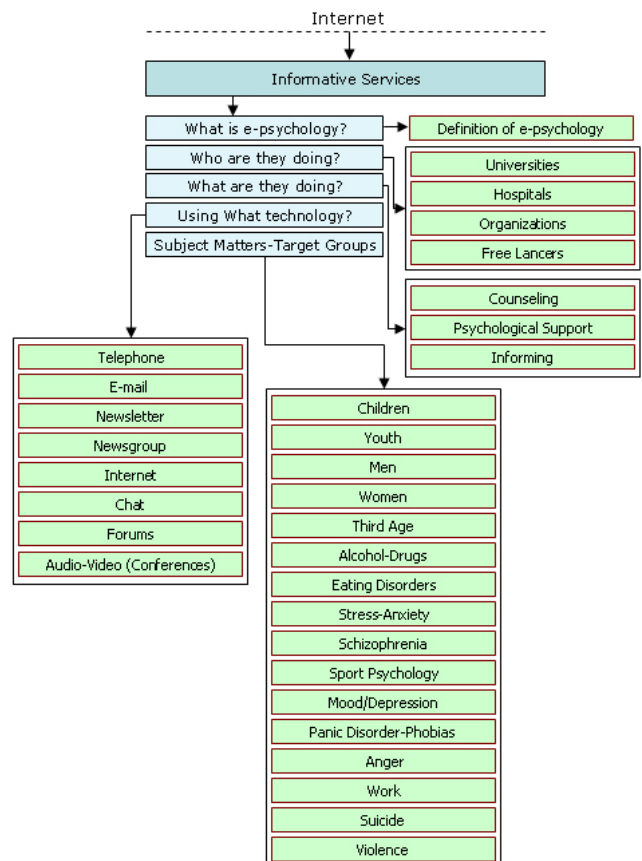 Internet
Informative Services
What is e-psychology?
Definition of e-psychology
Who are they doing?
What are they doing?
Using What technology?
Subject Matters-Target Groups
Universities
Hospitals
Organizations
Free Lancers
Counseling
Psychological Support
Informing
Telephone
E-mail
Newsletter
Newsgroup
Internet
Chat
Forums
Audio-Video (Conferences)
Children
Youth
Men
Women
Third Age
Alcohol-Drugs
Eating Disorders
Stress-Anxiety
Schizophrenia
Sport Psychology
Mood/Depression
Panic Disorder-Phobias
Anger
Work
Suicide
Violence